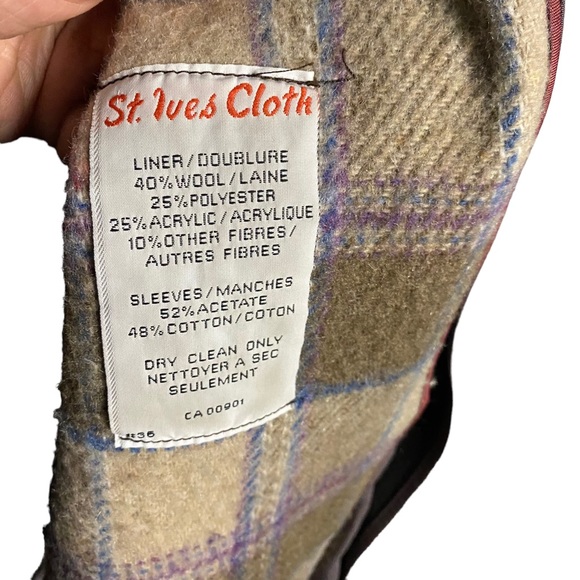 St. Ives Cloth
LINER/DOUBLURE
40% WOOL/LAINE
25% POLYESTER
25% ACRYLIC/ACRYLIQUE
10% OTHER FIBRES/
AUTRES FIBRES
SLEEVES/MANCHES
52% ACETATE
48% COTTON/COTON
DRY CLEAN ONLY
NETTOYER A SEC
SEULEMENT
CA 00901
#36